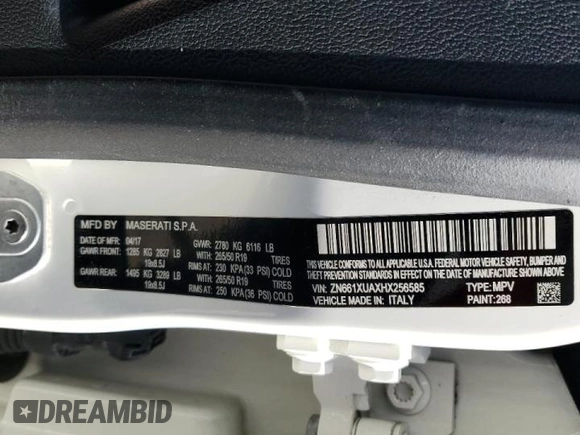 MFD BY MASERATI S.P.A.
DATE OF MFD: 04/17 GVWR: 2780 KG 6116 LB
GAWR FRONT: 1285 KG 2827 LB WITH 265/50 R19 TIRES
19x8.5J RIMS AT: 230 KPA (33 PSI) COLD
GAWR REAR: 1495 KG 3289 LB WITH 265/50 R19 TIRES
19x8.5J RIMS AT: 250 KPA (36 PSI) COLD
THIS VEHICLE CONFORMS TO ALL APPLICABLE U.S.A. FEDERAL MOTOR VEHICLE SAFETY, BUMPER AND
THEFT PREVENTION STANDARDS IN EFFECT ON THE DATE OF MANUFACTURE SHOWN ABOVE.
VIN: ZN661XUAXHX256585 TYPE: MPV
VEHICLE MADE IN: ITALY PAINT: 268
DREAMBID